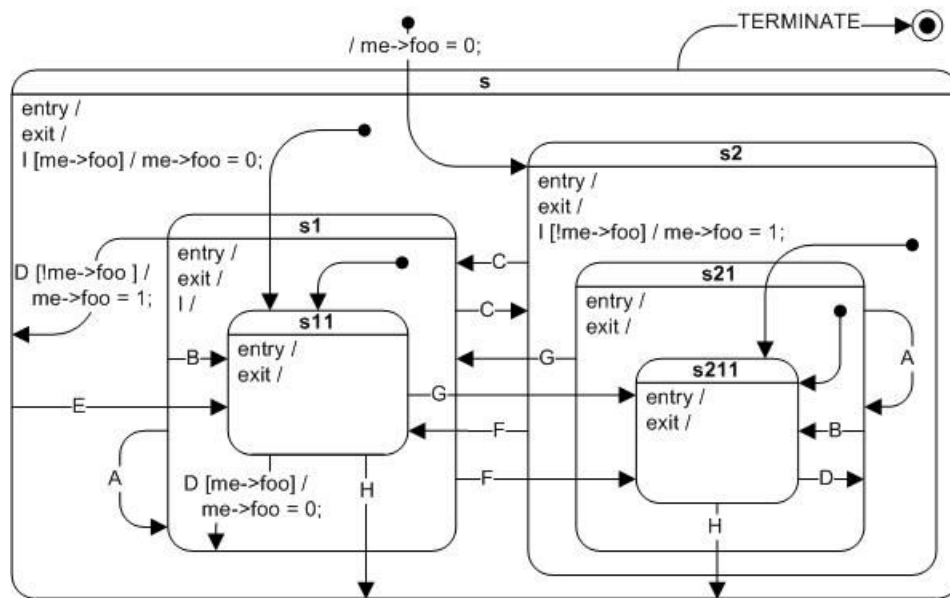 TERMINATE
/ me->foo = 0;
s
entry /
exit /
I [me->foo] / me->foo = 0;
s2
entry /
exit /
I [!me->foo] / me->foo = 1;
s1
entry /
exit /
I /
D [!me->foo ] /
me->foo = 1;
C
C
s21
entry /
exit /
s11
entry /
exit /
B
G
A
s211
entry /
exit /
G
E
F
B
A
D [me->foo] /
me->foo = 0;
H
F
D
H